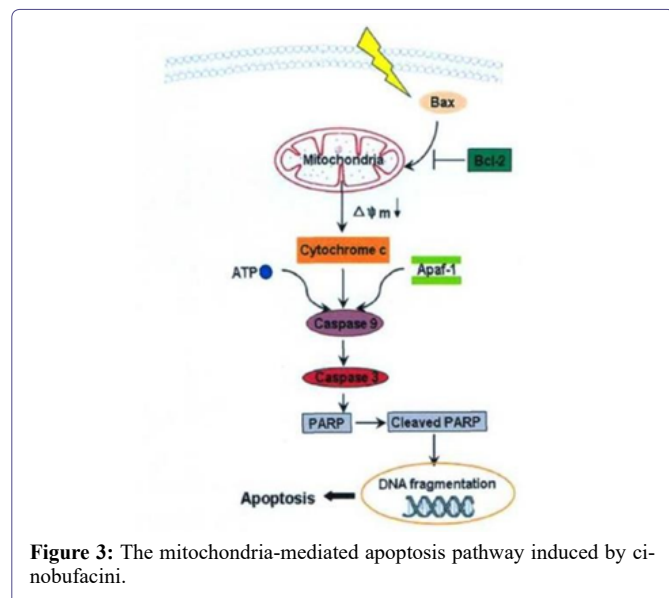 Bax
Mitochondria
Bcl-2
Δψm↓
Cytochrome c
ATP
Apaf-1
Caspase 9
Caspase 3
PARP
Cleaved PARP
DNA fragmentation
Apoptosis
Figure 3: The mitochondria-mediated apoptosis pathway induced by ci-
nobufacini.